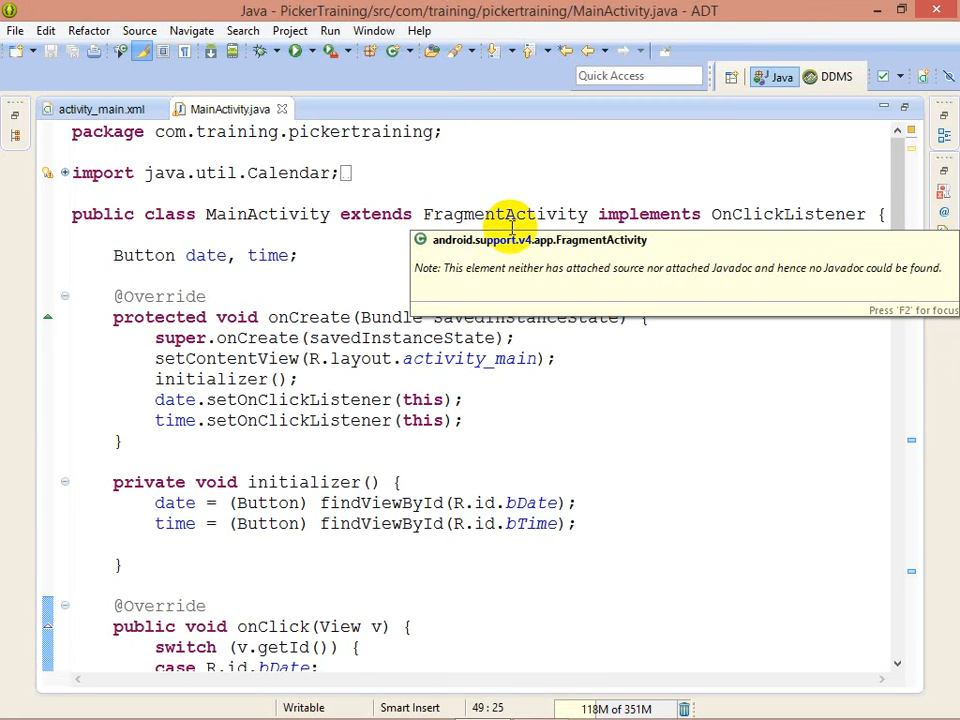 Java - PickerTraining/src/com/training/pickertraining/MainActivity.java - ADT
File Edit Refactor Source Navigate Search Project Run Window Help
Quick Access
Java
DDMS
activity_main.xml
MainActivity.java
package com.training.pickertraining;
import java.util.Calendar;
public class MainActivity extends FragmentActivity implements OnClickListener {
android.support.v4.app.FragmentActivity
Button date, time;
Note: This element neither has attached source nor attached Javadoc and hence no Javadoc could be found.
@Override
Press 'F2' for focus
protected void onCreate(Bundle savedInstanceState) {
super.onCreate(savedInstanceState);
setContentView(R.layout.activity_main);
initializer();
date.setOnClickListener(this);
time.setOnClickListener(this);
}
private void initializer() {
date = (Button) findViewById(R.id.bDate);
time = (Button) findViewById(R.id.bTime);
}
@Override
public void onClick(View v) {
switch (v.getId()) {
case R.id.bDate:
Writable
Smart Insert
49 : 25
118M of 351M